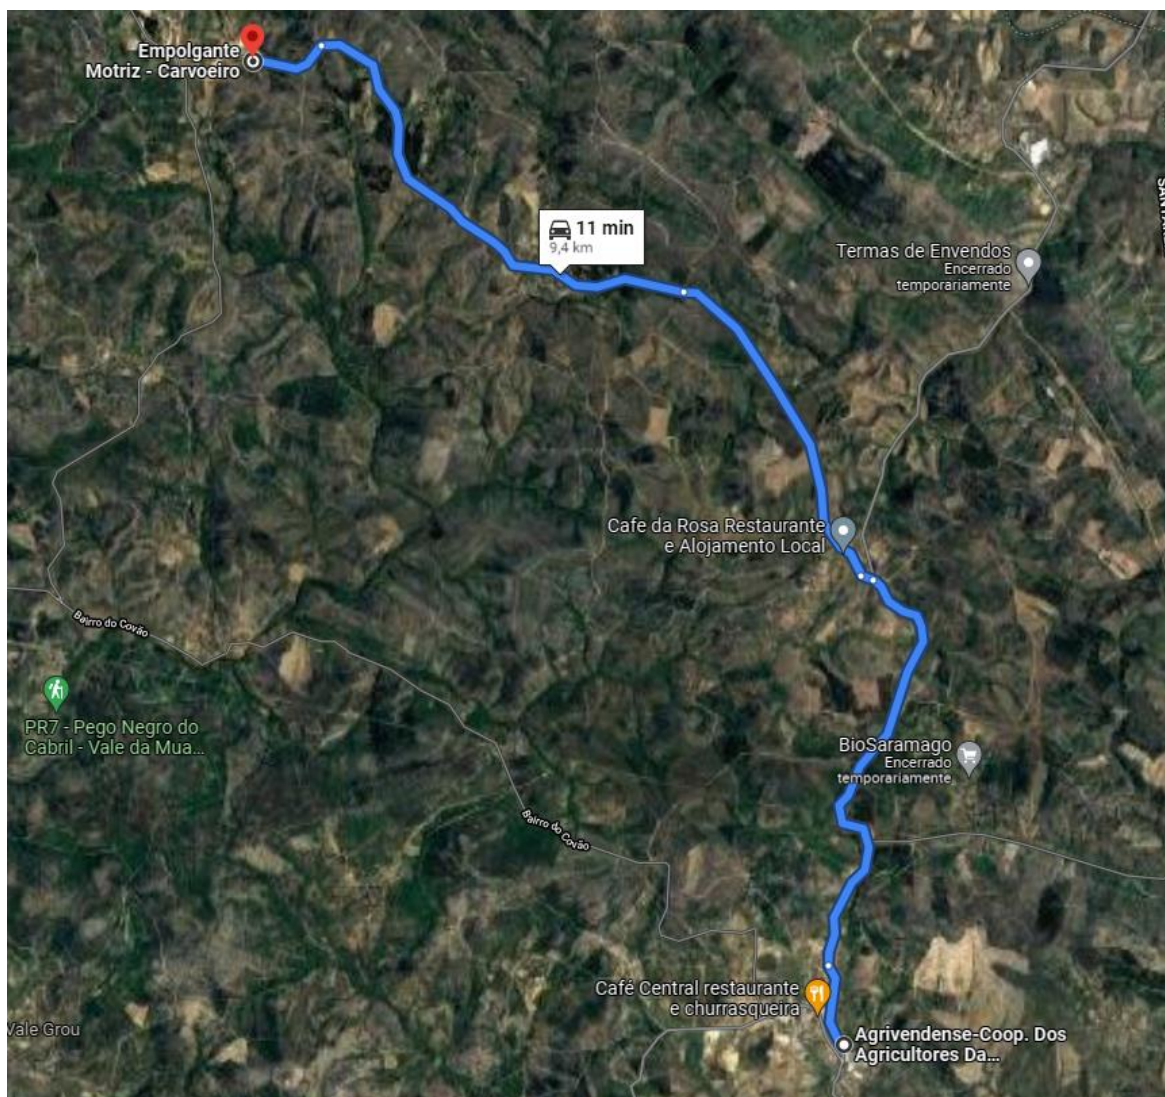 Empolgante
Motriz - Carvoeiro
11 min
9,4 km
Termas de Envendos
Encerrado
temporariamente
Cafe da Rosa Restaurante
e Alojamento Local
Bairro do Covão
PR7 - Pego Negro do
Cabril - Vale da Mua...
BioSaramago
Encerrado
temporariamente
Bairro do Covão
Café Central restaurante
e churrasqueira
Vale Grou
Agrivendense-Coop. Dos
Agricultores Da...